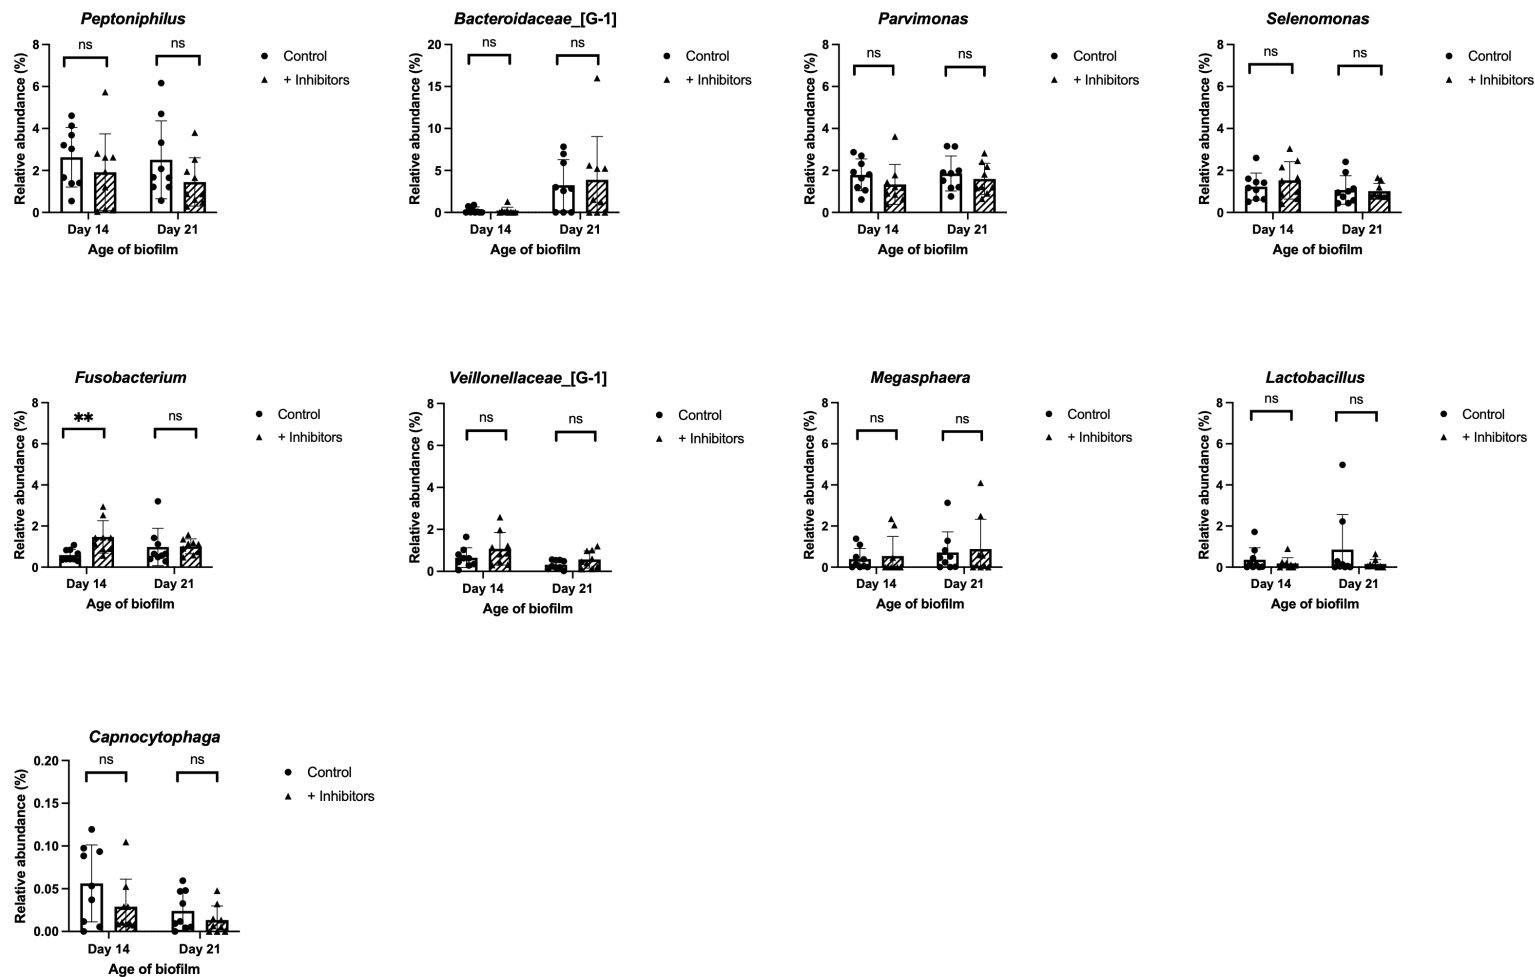 Peptoniphilus
8
6
4
2
0
Relative abundance (%)
ns
ns
Control
+ Inhibitors
Day 14
Day 21
Age of biofilm
Bacteroidaceae_[G-1]
20
15
10
5
0
Relative abundance (%)
ns
ns
Control
+ Inhibitors
Day 14
Day 21
Age of biofilm
Parvimonas
8
6
4
2
0
Relative abundance (%)
ns
ns
Control
+ Inhibitors
Day 14
Day 21
Age of biofilm
Selenomonas
8
6
4
2
0
Relative abundance (%)
ns
ns
Control
+ Inhibitors
Day 14
Day 21
Age of biofilm
Fusobacterium
8
6
4
2
0
Relative abundance (%)
**
ns
Control
+ Inhibitors
Day 14
Day 21
Age of biofilm
Veillonellaceae_[G-1]
8
6
4
2
0
Relative abundance (%)
ns
ns
Control
+ Inhibitors
Day 14
Day 21
Age of biofilm
Megasphaera
8
6
4
2
0
Relative abundance (%)
ns
ns
Control
+ Inhibitors
Day 14
Day 21
Age of biofilm
Lactobacillus
8
6
4
2
0
Relative abundance (%)
ns
ns
Control
+ Inhibitors
Day 14
Day 21
Age of biofilm
Capnocytophaga
0.20
0.15
0.10
0.05
0.00
Relative abundance (%)
ns
ns
Control
+ Inhibitors
Day 14
Day 21
Age of biofilm